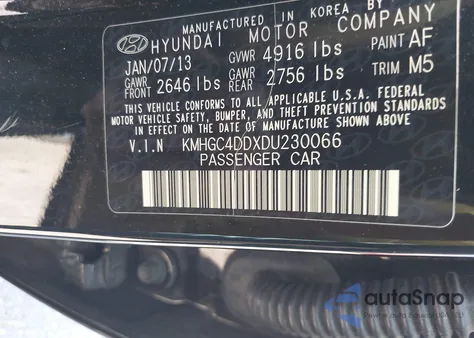 MANUFACTURED IN KOREA BY
HYUNDAI MOTOR COMPANY
JAN/07/13 GVWR 4916 lbs PAINT AF
GAWR FRONT 2646 lbs GAWR REAR 2756 lbs TRIM M5
THIS VEHICLE CONFORMS TO ALL APPLICABLE U.S.A. FEDERAL
MOTOR VEHICLE SAFETY, BUMPER, AND THEFT PREVENTION STANDARDS
IN EFFECT ON THE DATE OF MANUFACTURE SHOWN ABOVE.
V.I.N KMHGC4DDXDU230066
PASSENGER CAR
autoSnap